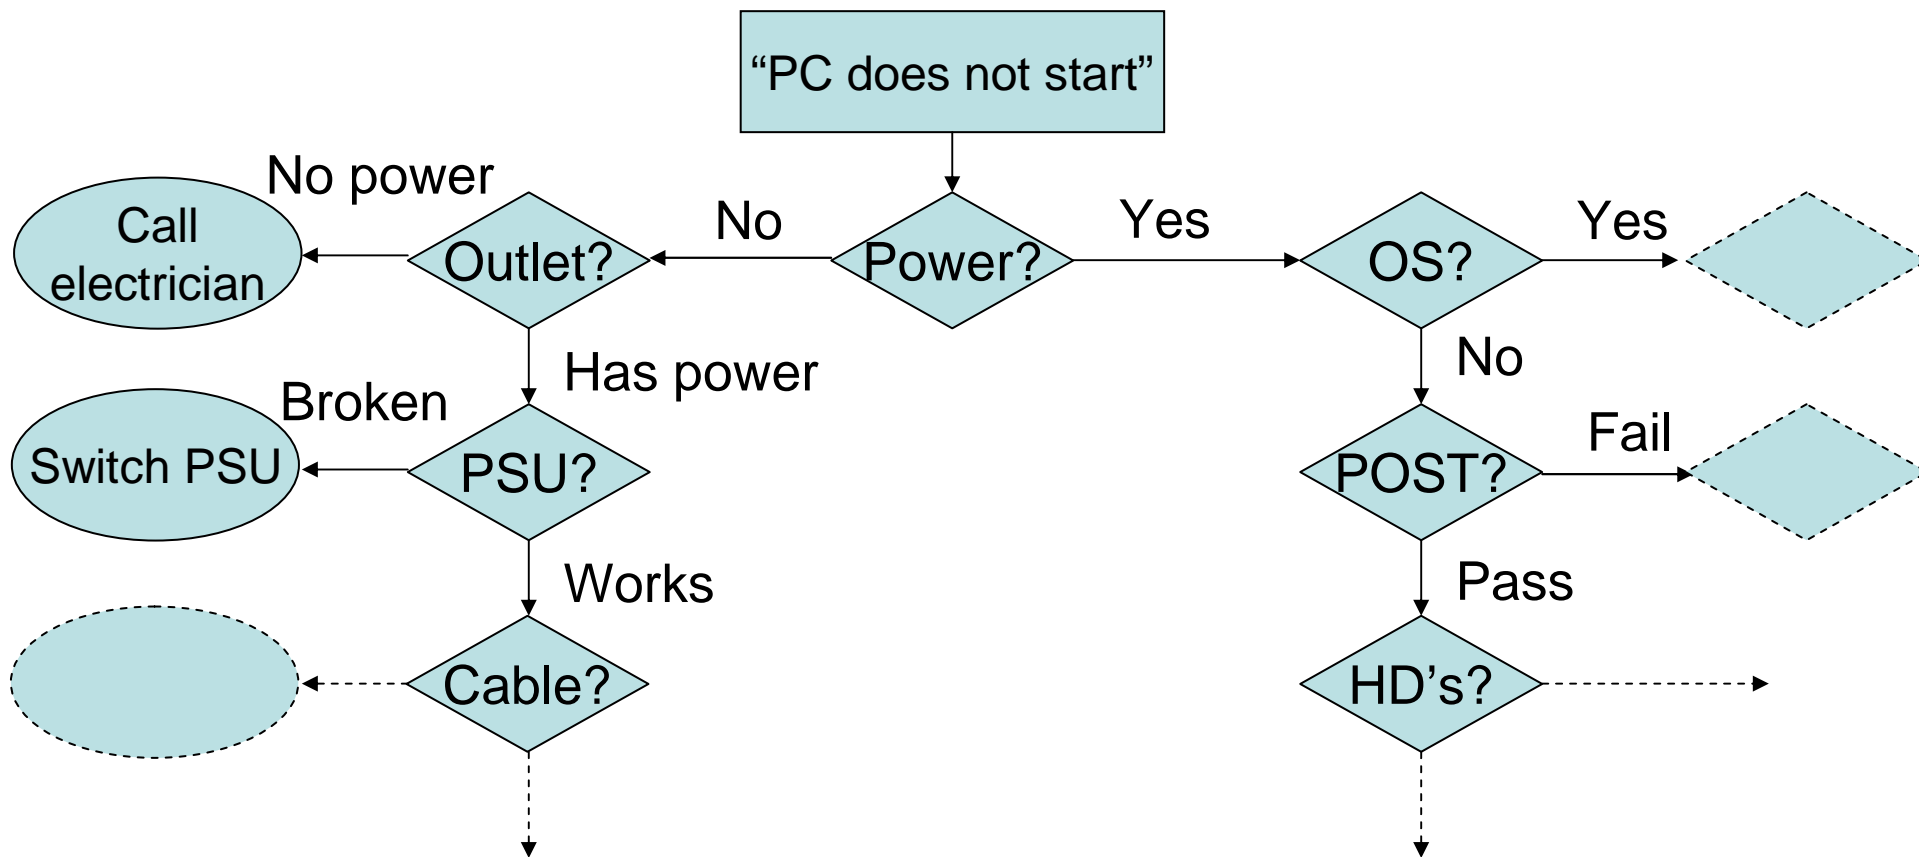 “PC does not start”
No power
Call
electrician
Outlet?
No
Power?
Yes
OS?
Yes
Has power
No
Broken
Switch PSU
PSU?
POST?
Fail
Works
Pass
Cable?
HD’s?